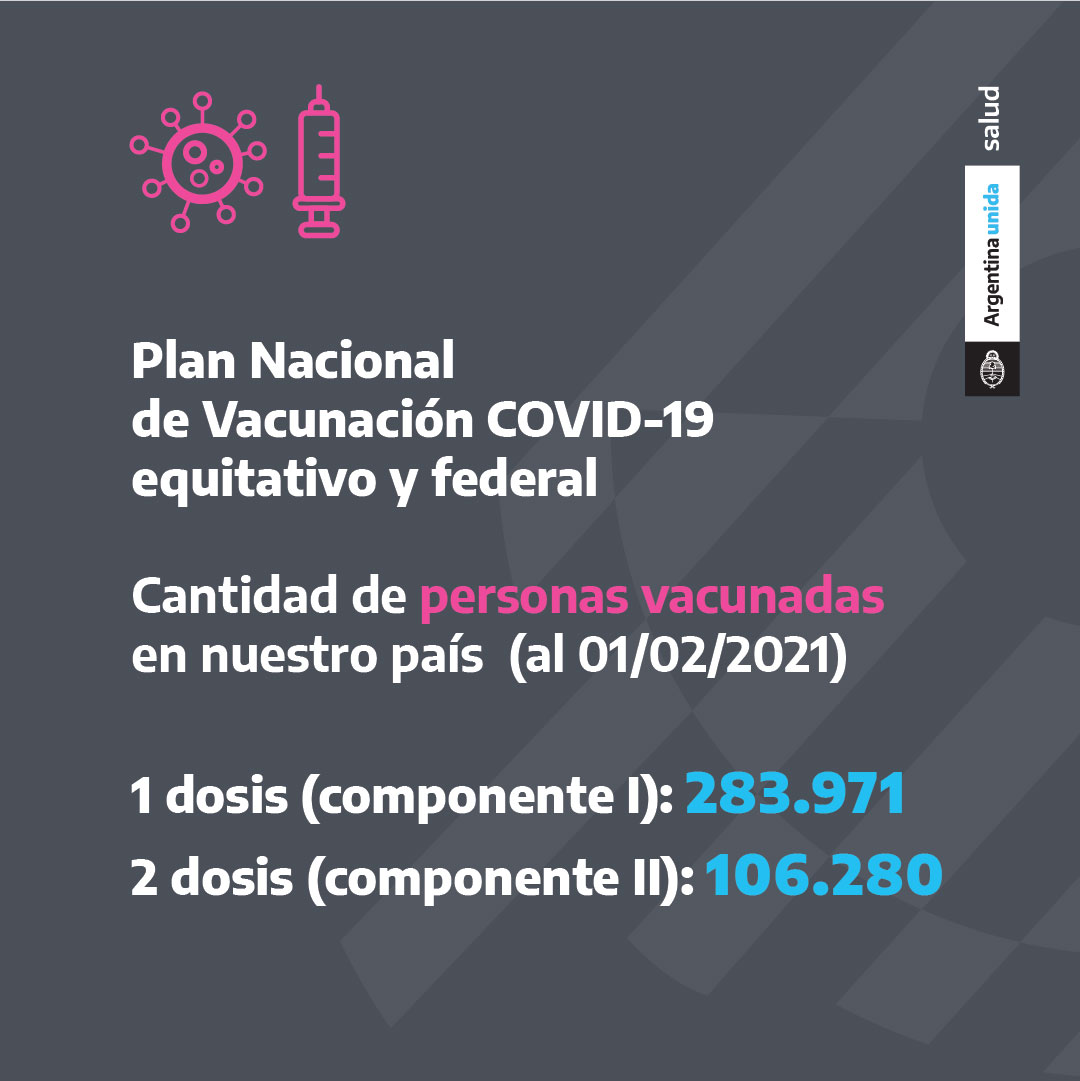 salud
Argentina unida
Plan Nacional
de Vacunación COVID-19
equitativo y federal
Cantidad de personas vacunadas
en nuestro país (al 01/02/2021)
1 dosis (componente I): 283.971
2 dosis (componente II): 106.280